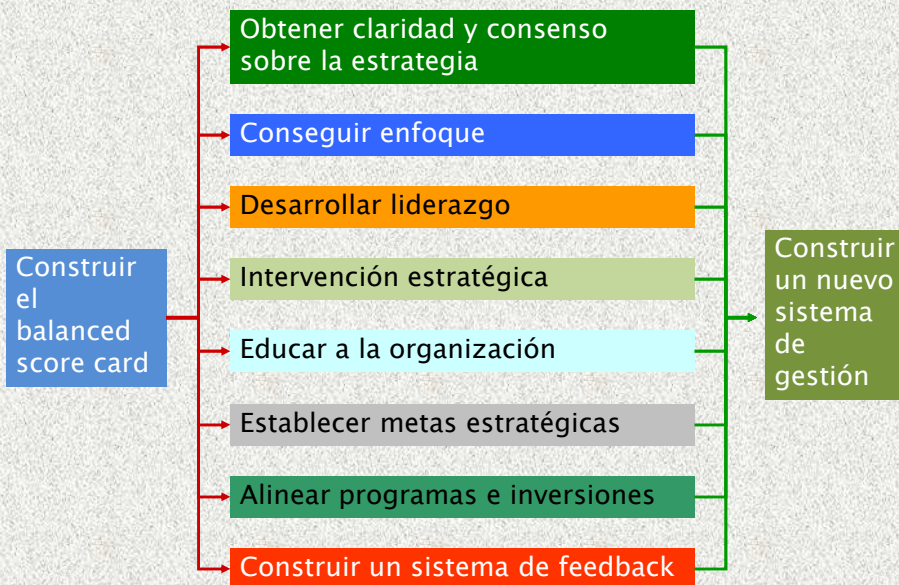 Construir
el
balanced
score card
Obtener claridad y consenso
sobre la estrategia
Conseguir enfoque
Desarrollar liderazgo
Intervención estratégica
Educar a la organización
Establecer metas estratégicas
Alinear programas e inversiones
Construir un sistema de feedback
Construir
un nuevo
sistema
de
gestión